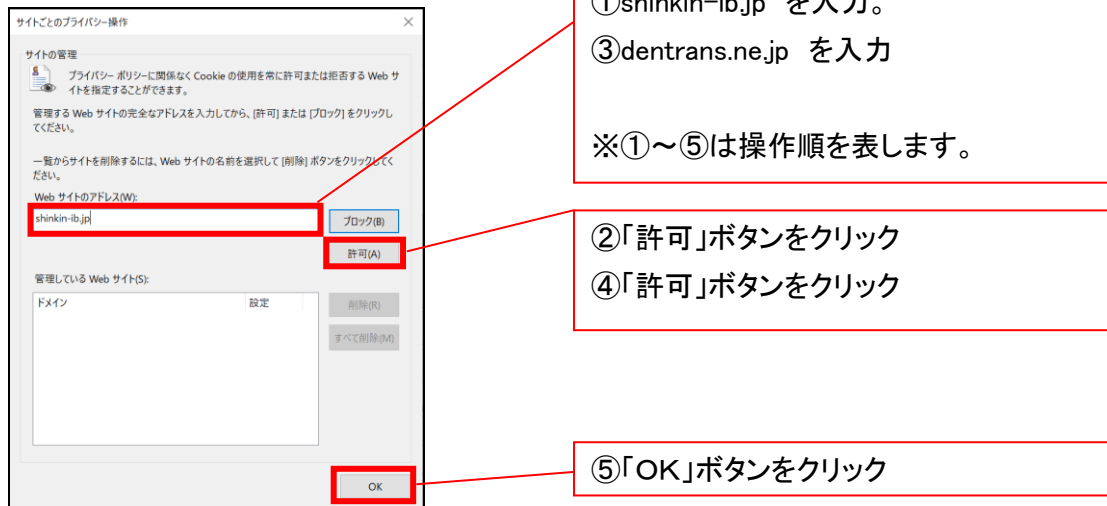 サイトごとのプライバシー操作
サイトの管理
プライバシー ポリシーに関係なく Cookie の使用を常に許可または拒否する Web サ
イトを指定することができます。
管理する Web サイトの完全なアドレスを入力してから、[許可] または [ブロック] をクリックし
てください。
一覧からサイトを削除するには、Web サイトの名前を選択して [削除] ボタンをクリックしてく
ださい。
Web サイトのアドレス(W):
shinkin-ib.jp
ブロック(B)
許可(A)
管理している Web サイト(S):
ドメイン 設定
削除(R)
すべて削除(M)
OK
①shinkin-ib.jp を入力。
③dentrans.ne.jp を入力
※①~⑤は操作順を表します。
②「許可」ボタンをクリック
④「許可」ボタンをクリック
⑤「OK」ボタンをクリック